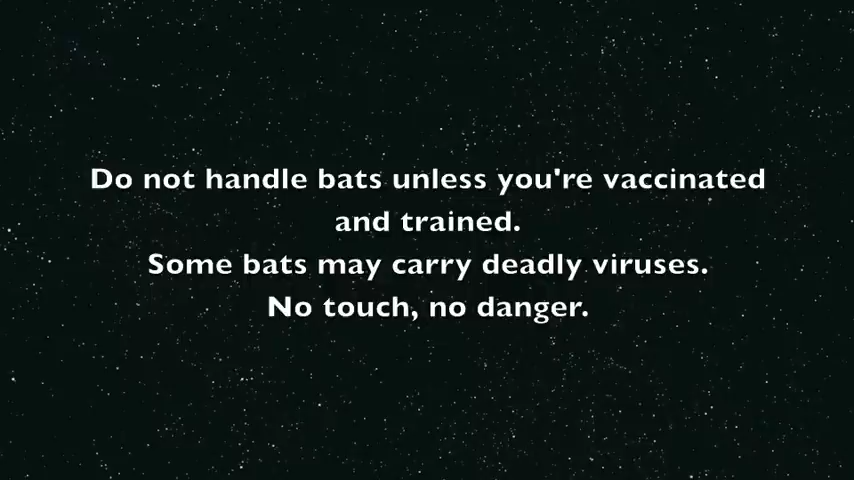 Do not handle bats unless you're vaccinated
and trained.
Some bats may carry deadly viruses.
No touch, no danger.